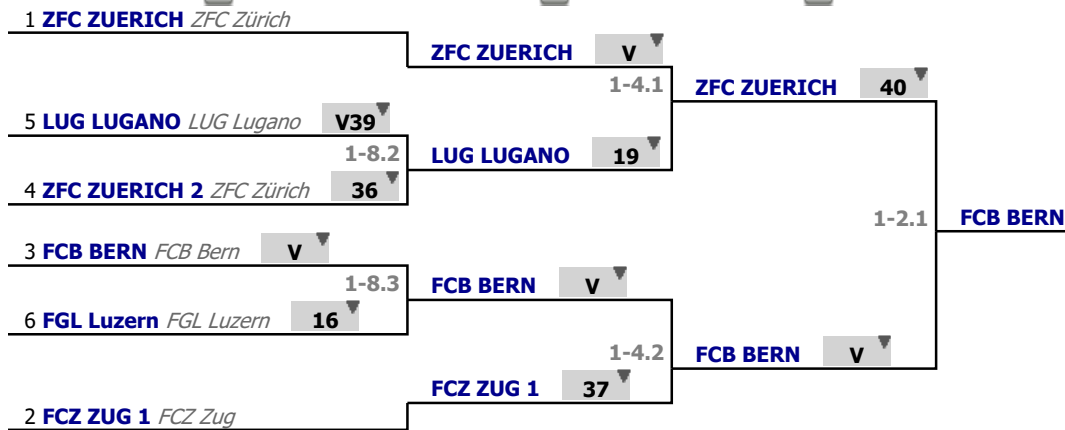 1 ZFC ZUERICH ZFC Zürich
ZFC ZUERICH V
1-4.1
ZFC ZUERICH 40
5 LUG LUGANO LUG Lugano V39
1-8.2
LUG LUGANO 19
4 ZFC ZUERICH 2 ZFC Zürich 36
1-2.1
FCB BERN
3 FCB BERN FCB Bern V
1-8.3
FCB BERN V
6 FGL Luzern FGL Luzern 16
1-4.2
FCB BERN V
FCZ ZUG 1 37
2 FCZ ZUG 1 FCZ Zug